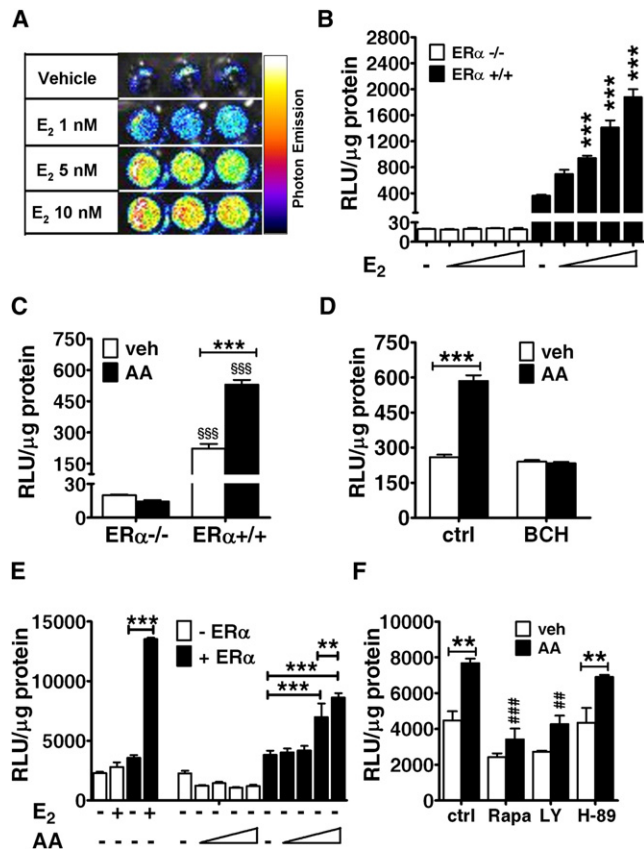 A
Vehicle
E₂ 1 nM
E₂ 5 nM
E₂ 10 nM
Photon Emission
B
RLU/µg protein
2800
2400
2000
1600
1200
800
400
30
0
ERα -/-
ERα +/+
***
***
***
E₂ - -
C
RLU/µg protein
750
600
450
300
150
30
0
veh
AA
***
§§§
§§§
ERα-/- ERα+/+
D
RLU/µg protein
750
600
450
300
150
0
veh
AA
***
ctrl BCH
E
RLU/µg protein
15000
10000
5000
0
- ERα
+ ERα
***
**
***
***
E₂ - + - + - - - - - - - - - -
AA - - - - - -
F
RLU/µg protein
10000
8000
6000
4000
2000
0
veh
AA
**
###
##
**
ctrl Rapa LY H-89